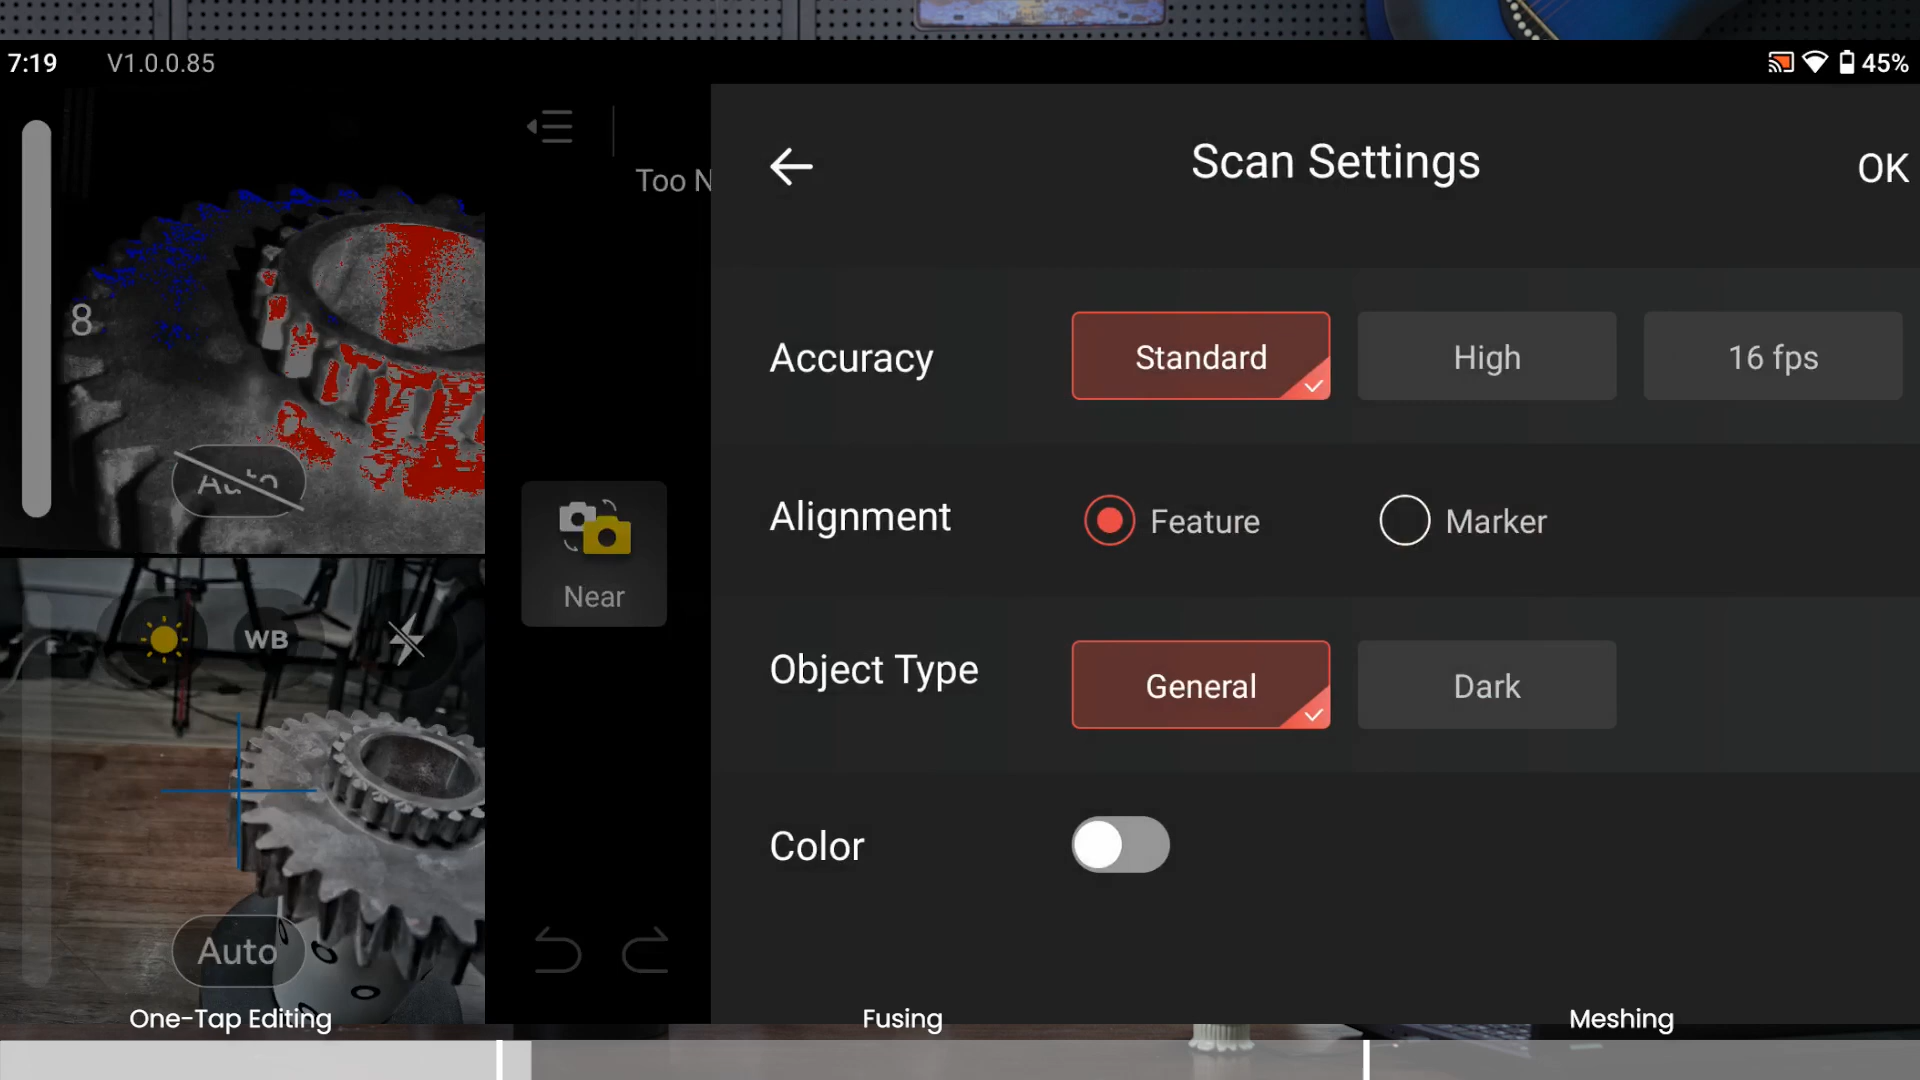 7:19 V1.0.0.85 45%
Too N
Scan Settings
OK
8
Auto
Accuracy Standard High 16 fps
Alignment Feature Marker
Near
WB
Object Type General Dark
Color
Auto
One-Tap Editing Fusing Meshing